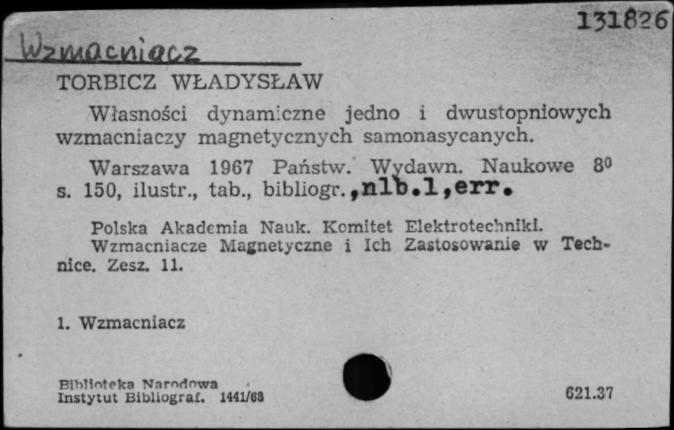 131826
Wzmacniacz
TORBICZ WŁADYSŁAW
Własności dynamiczne jedno i dwustopniowych
wzmacniaczy magnetycznych samonasycanych.
Warszawa 1967 Państw. Wydawn. Naukowe 8⁰
s. 150, ilustr., tab., bibliogr.,nlb.1,err.
Polska Akademia Nauk. Komitet Elektrotechniki.
Wzmacniacze Magnetyczne i Ich Zastosowanie w Tech-
nice. Zesz. 11.
1. Wzmacniacz
Biblioteka Narodowa
Instytut Bibliograf. 1441/68
621.37